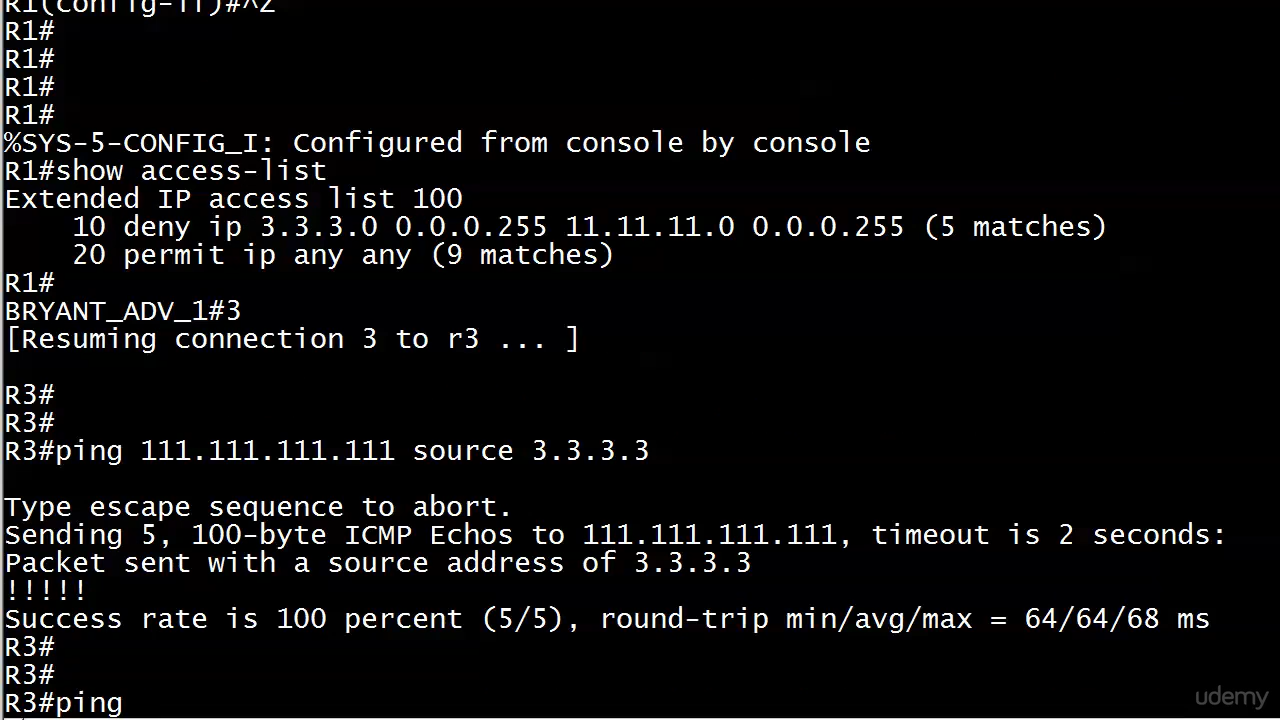 R1(config-if)#^Z
R1#
R1#
R1#
R1#
%SYS-5-CONFIG_I: Configured from console by console
R1#show access-list
Extended IP access list 100
    10 deny ip 3.3.3.0 0.0.0.255 11.11.11.0 0.0.0.255 (5 matches)
    20 permit ip any any (9 matches)
R1#
BRYANT_ADV_1#3
[Resuming connection 3 to r3 ... ]
R3#
R3#
R3#ping 111.111.111.111 source 3.3.3.3
Type escape sequence to abort.
Sending 5, 100-byte ICMP Echos to 111.111.111.111, timeout is 2 seconds:
Packet sent with a source address of 3.3.3.3
!!!!!
Success rate is 100 percent (5/5), round-trip min/avg/max = 64/64/68 ms
R3#
R3#
R3#ping
udemy